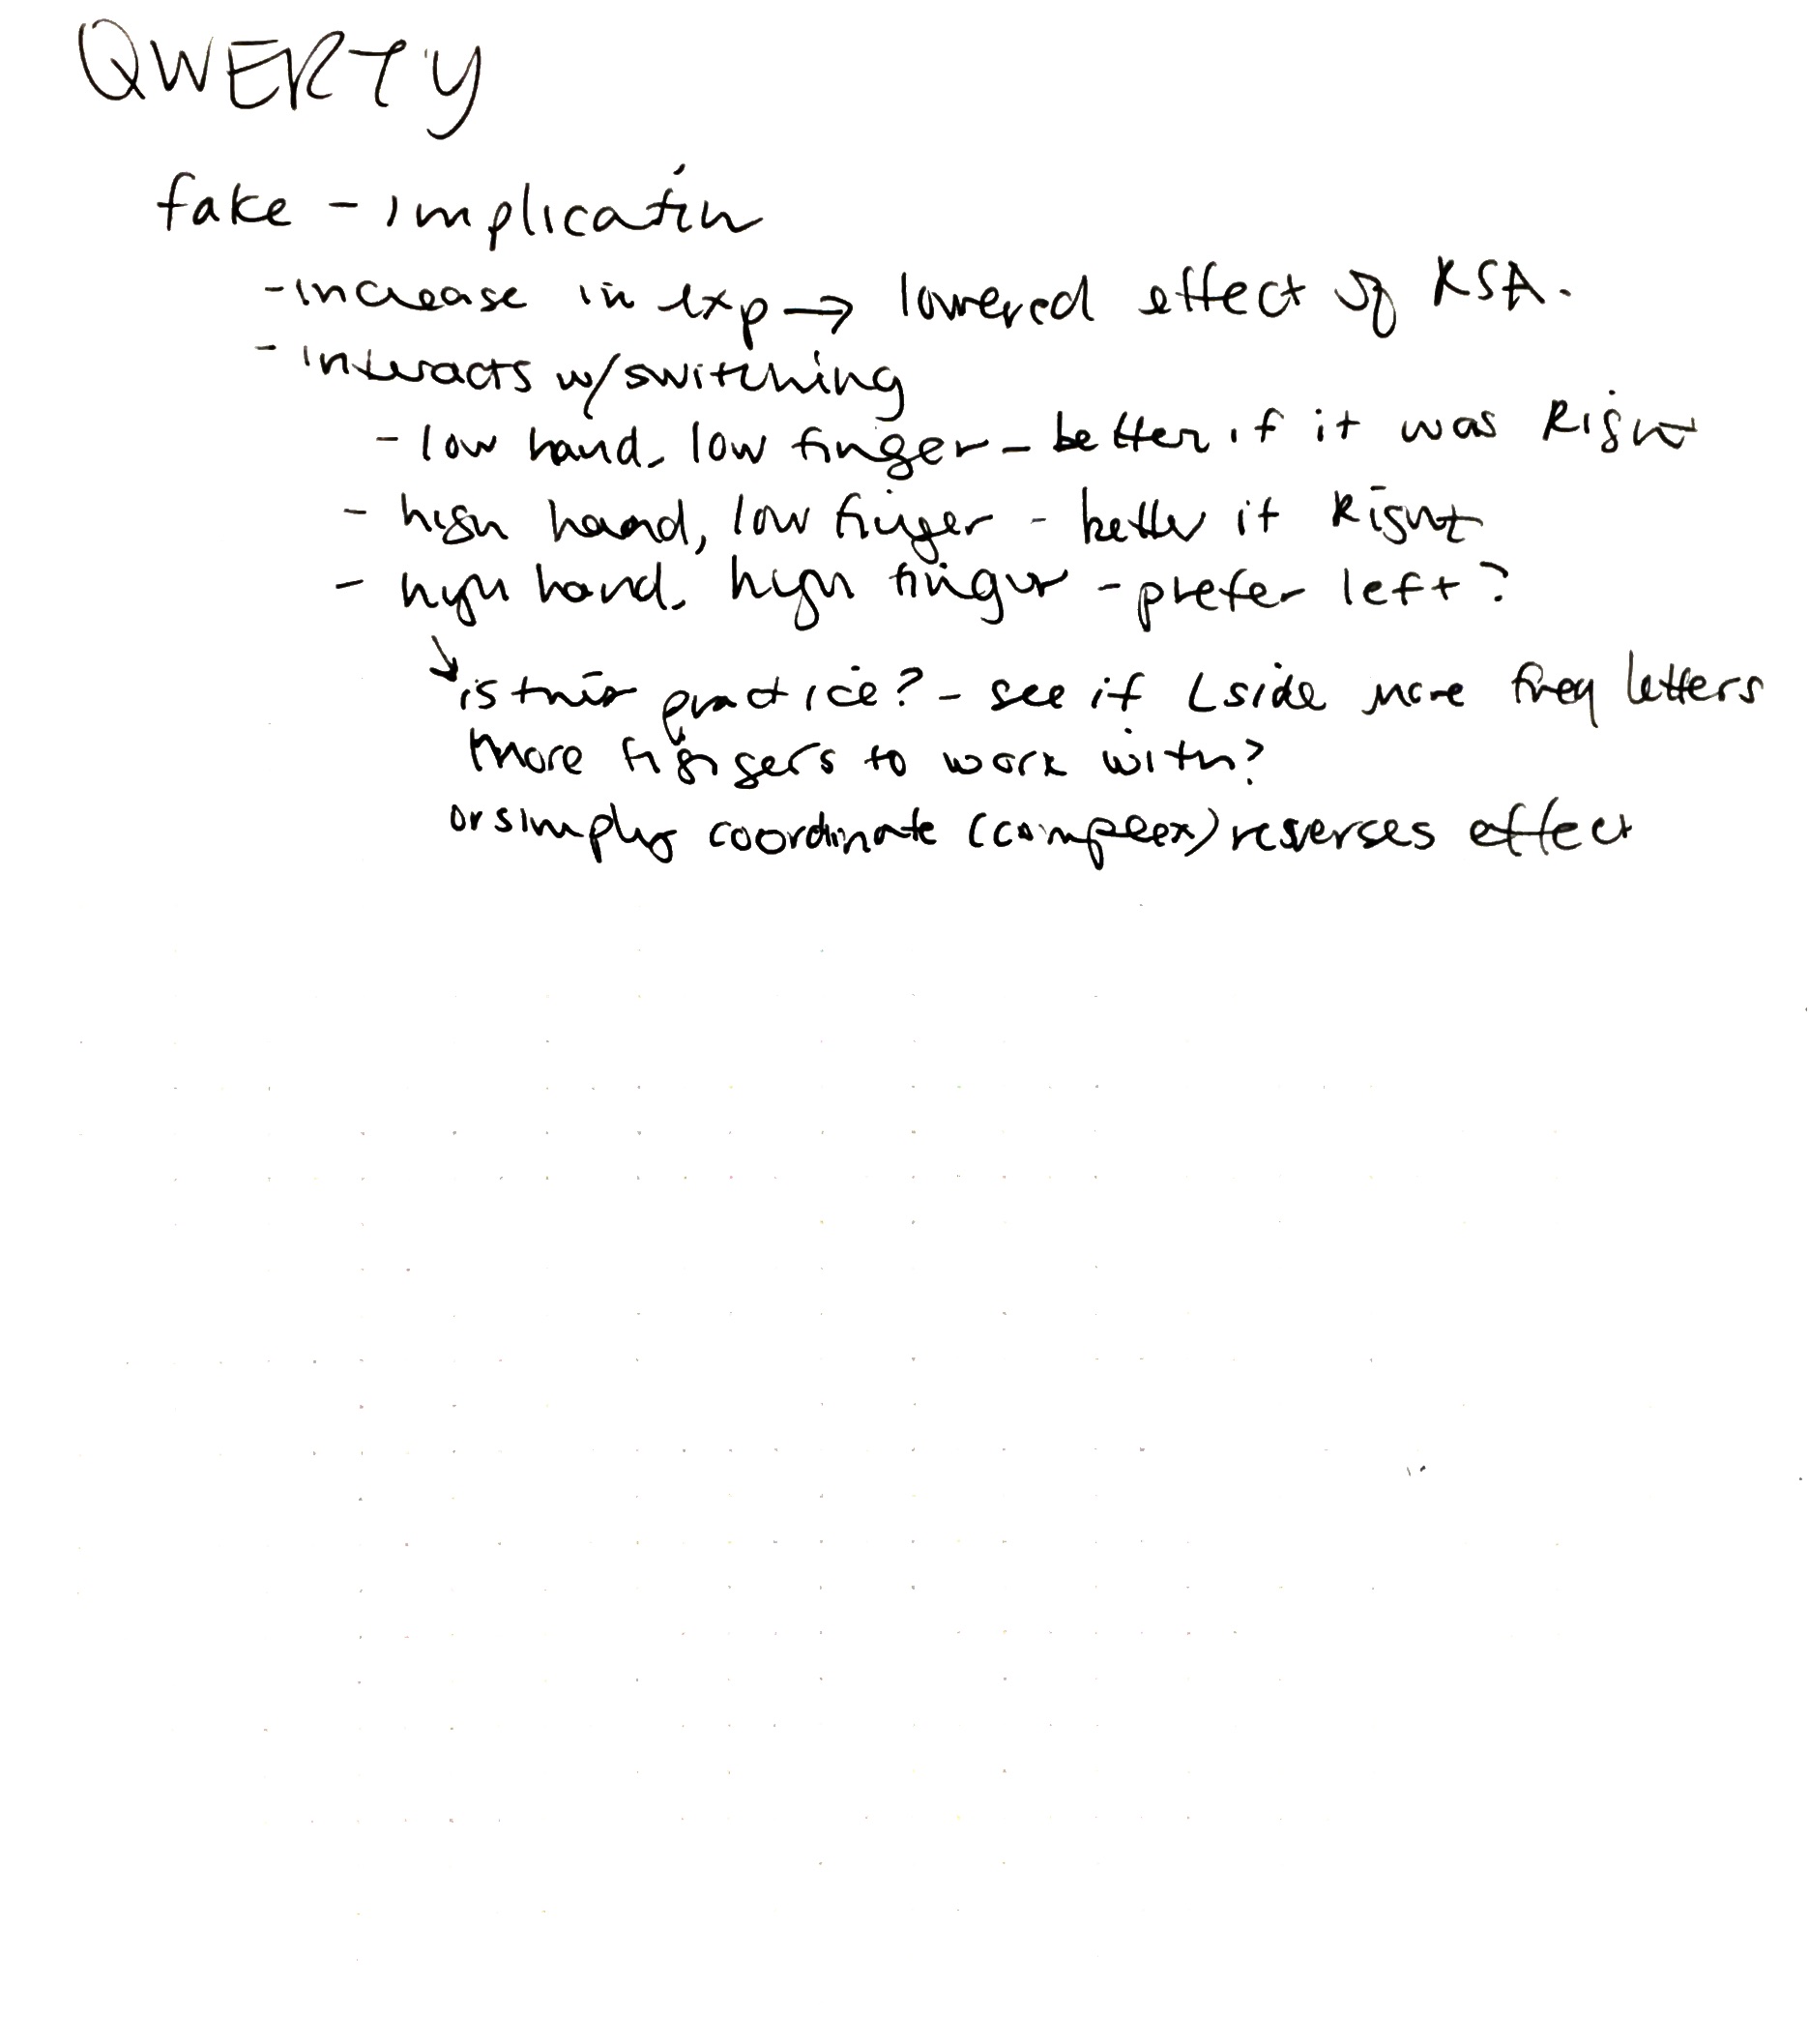 QWERTY
fake - implication
- increase in exp → lowered effect of RSA.
- interacts w/ switching
- low hand, low finger - better if it was Right
- high hand, low finger - better if Right
- high hand, high finger - prefer left?
↘ is this practice? - see if L side more freq letters
more fingers to work with?
or simply coordinate (complex) reverses effect